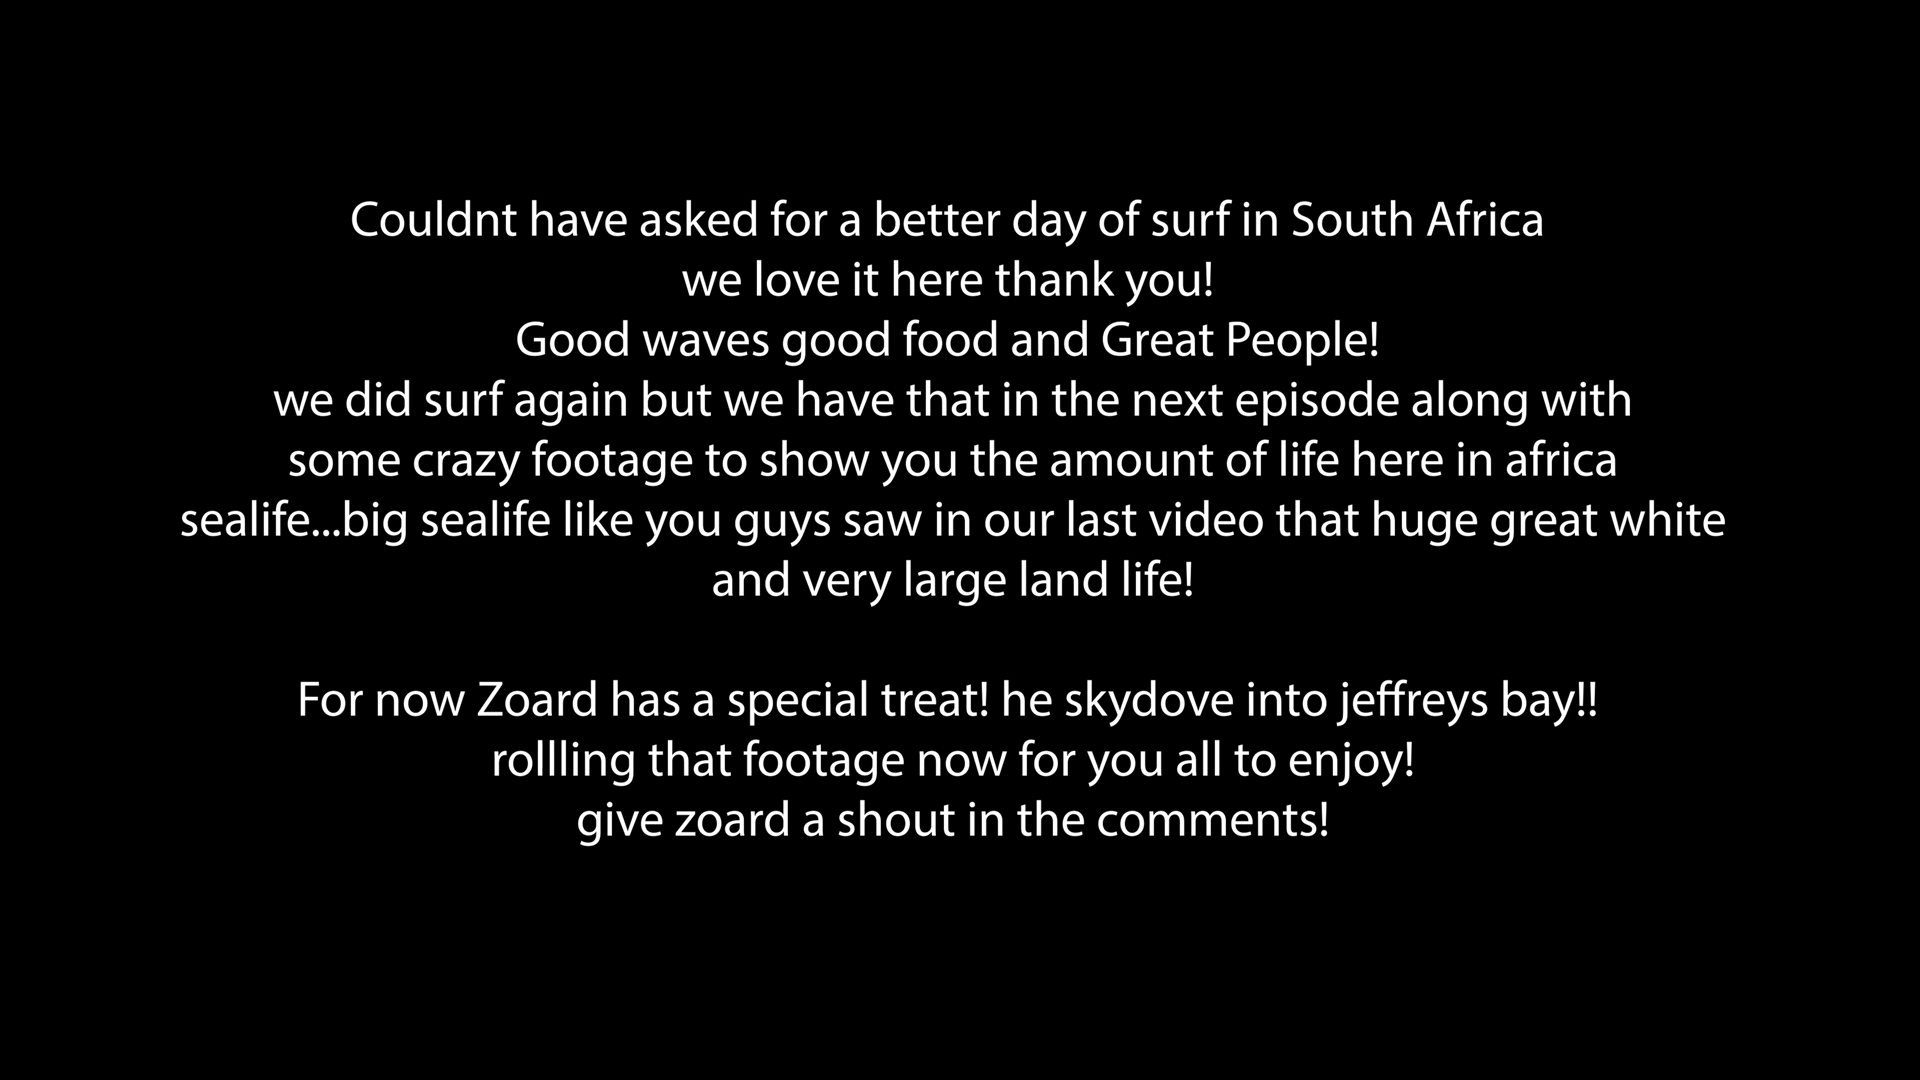 Couldnt have asked for a better day of surf in South Africa
we love it here thank you!
Good waves good food and Great People!
we did surf again but we have that in the next episode along with
some crazy footage to show you the amount of life here in africa
sealife...big sealife like you guys saw in our last video that huge great white
and very large land life!
For now Zoard has a special treat! he skydove into jeffreys bay!!
rollling that footage now for you all to enjoy!
give zoard a shout in the comments!